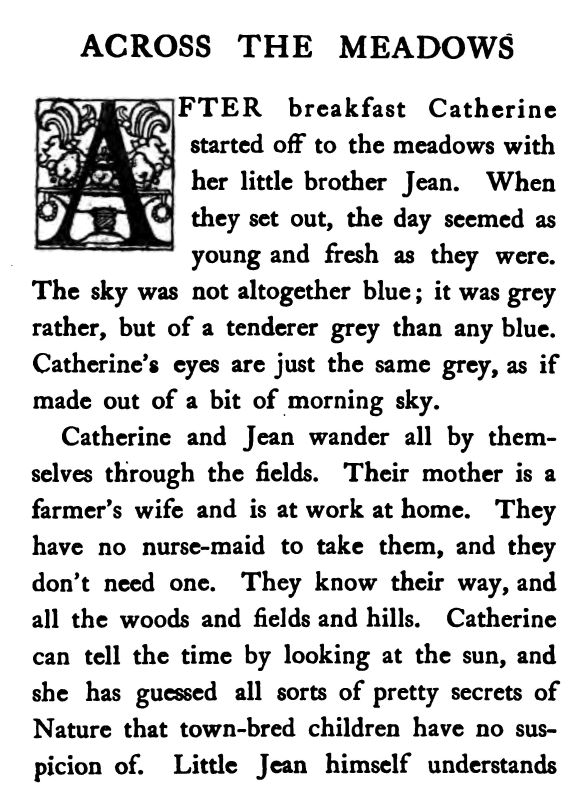 ACROSS THE MEADOWS
AFTER breakfast Catherine
started off to the meadows with
her little brother Jean. When
they set out, the day seemed as
young and fresh as they were.
The sky was not altogether blue; it was grey
rather, but of a tenderer grey than any blue.
Catherine's eyes are just the same grey, as if
made out of a bit of morning sky.
Catherine and Jean wander all by them-
selves through the fields. Their mother is a
farmer's wife and is at work at home. They
have no nurse-maid to take them, and they
don't need one. They know their way, and
all the woods and fields and hills. Catherine
can tell the time by looking at the sun, and
she has guessed all sorts of pretty secrets of
Nature that town-bred children have no sus-
picion of. Little Jean himself understands